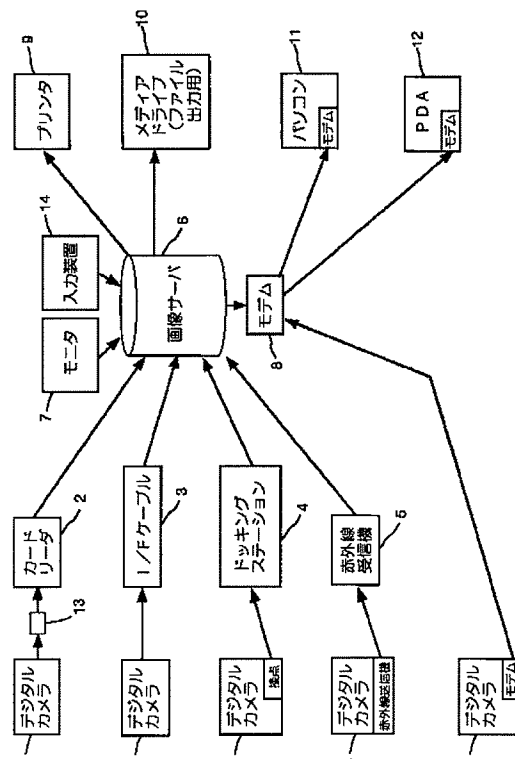 デジタル
カメラ
13
カード
リーダ
2
デジタル
カメラ
I/Fケーブル
3
デジタル
カメラ
接点
ドッキング
ステーション
4
デジタル
カメラ
赤外線送信機
赤外線
受信機
5
デジタル
カメラ
モデム
モニタ
7
入力装置
14
画像サーバ
6
モデム
8
プリンタ
9
メディア
ドライブ
(ファイル
出力用)
10
パソコン
モデム
11
PDA
モデム
12